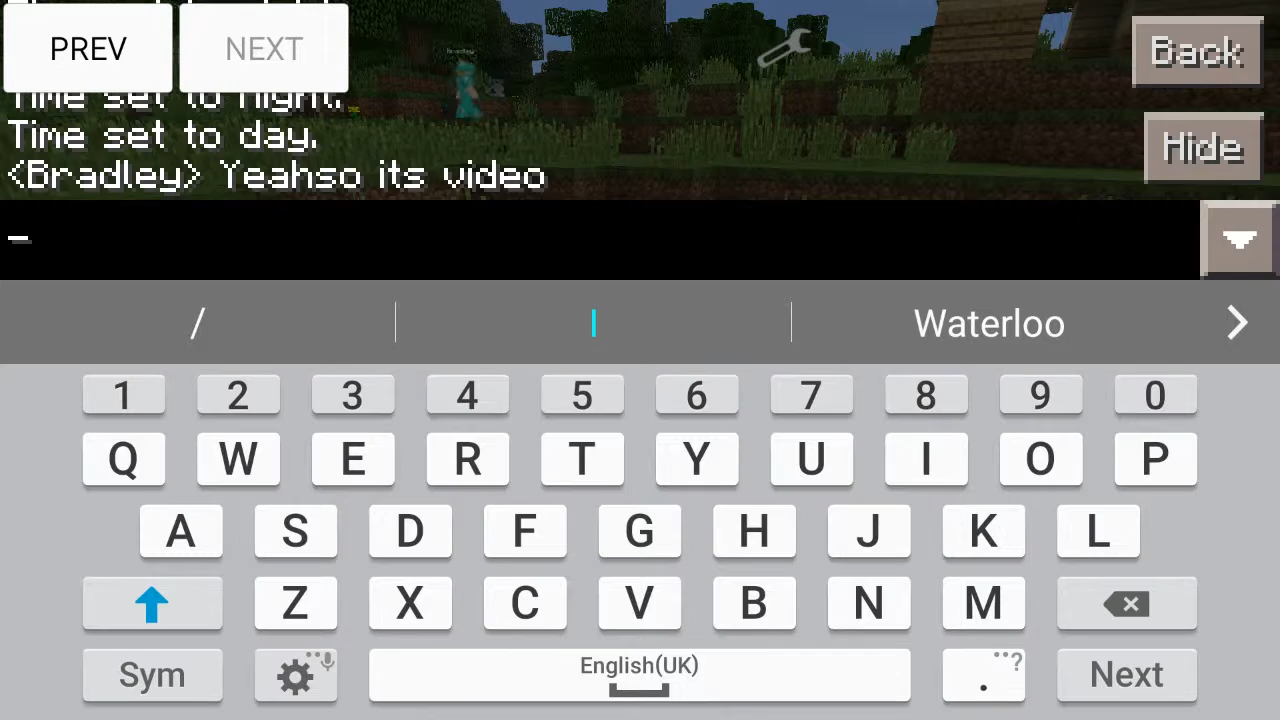 PREV NEXT
Back
Time set to night.
Time set to day.
Hide
<Bradley> Yeahso its video
_
/ I Waterloo
1 2 3 4 5 6 7 8 9 0
Q W E R T Y U I O P
A S D F G H J K L
Z X C V B N M
English(UK)
Sym . ? Next